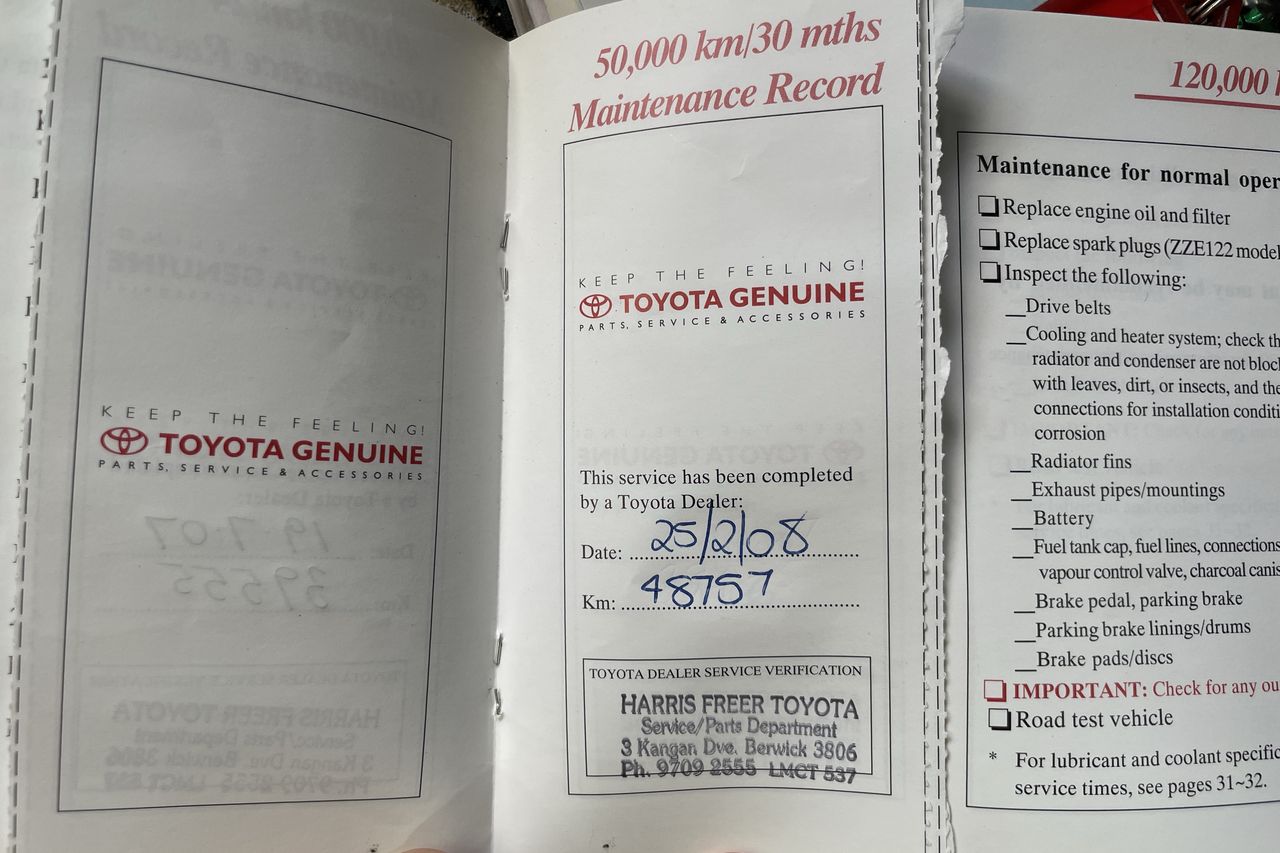 KEEP THE FEELING!
TOYOTA GENUINE
PARTS, SERVICE & ACCESSORIES
50,000 km/30 mths
Maintenance Record
KEEP THE FEELING!
TOYOTA GENUINE
PARTS, SERVICE & ACCESSORIES
This service has been completed
by a Toyota Dealer:
Date: 25/2/08
Km: 48757
TOYOTA DEALER SERVICE VERIFICATION
HARRIS FREER TOYOTA
Service/Parts Department
3 Kangan Dve. Berwick 3806
Ph. 9709 2555 LMCT 537
120,000
Maintenance for normal oper
Replace engine oil and filter
Replace spark plugs (ZZE122 model
Inspect the following:
Drive belts
Cooling and heater system; check th
radiator and condenser are not bloc
with leaves, dirt, or insects, and the
connections for installation conditi
corrosion
Radiator fins
Exhaust pipes/mountings
Battery
Fuel tank cap, fuel lines, connections
vapour control valve, charcoal canis
Brake pedal, parking brake
Parking brake linings/drums
Brake pads/discs
IMPORTANT: Check for any ou
Road test vehicle
* For lubricant and coolant specific
service times, see pages 31~32.